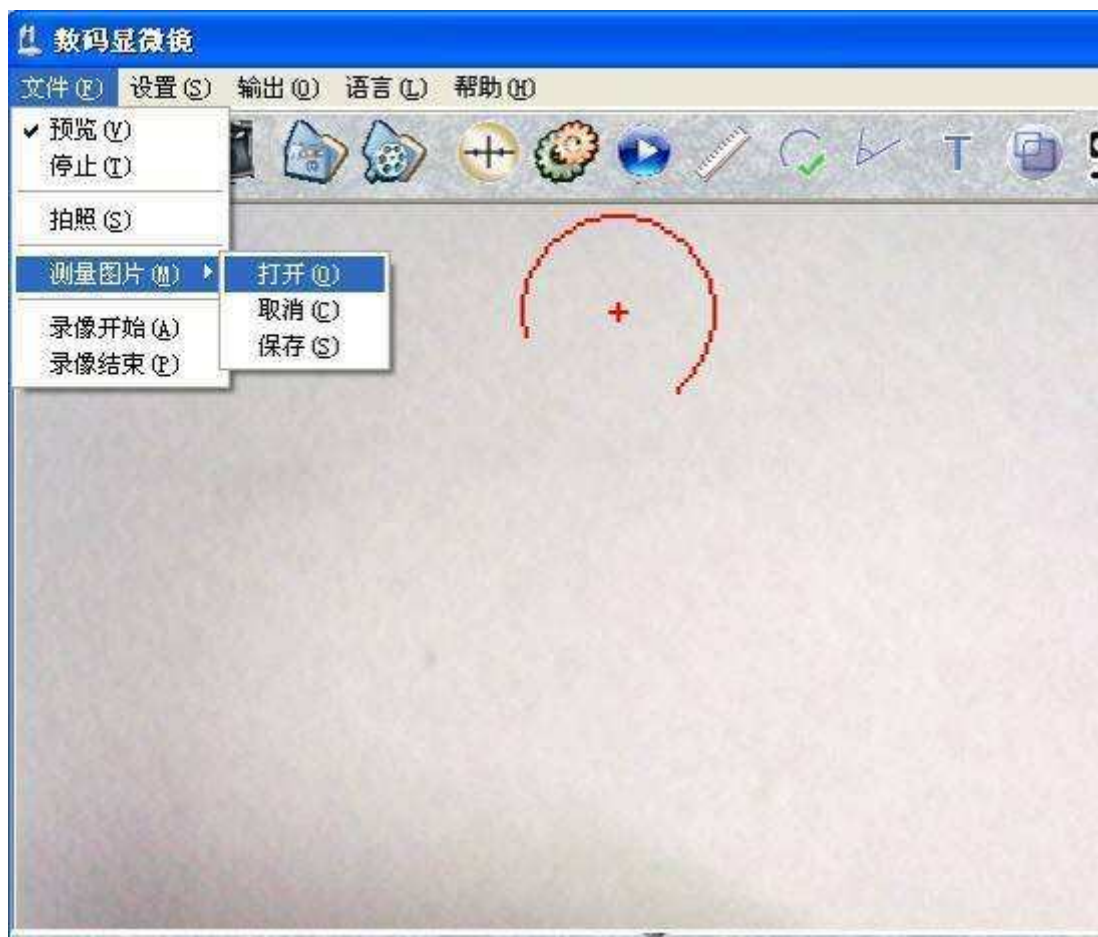 数码显微镜
文件(F) 设置(S) 输出(O) 语言(L) 帮助(H)
预览(V)
停止(T)
拍照(S)
测量图片(M)
打开(O)
取消(C)
保存(S)
录像开始(A)
录像结束(P)
T